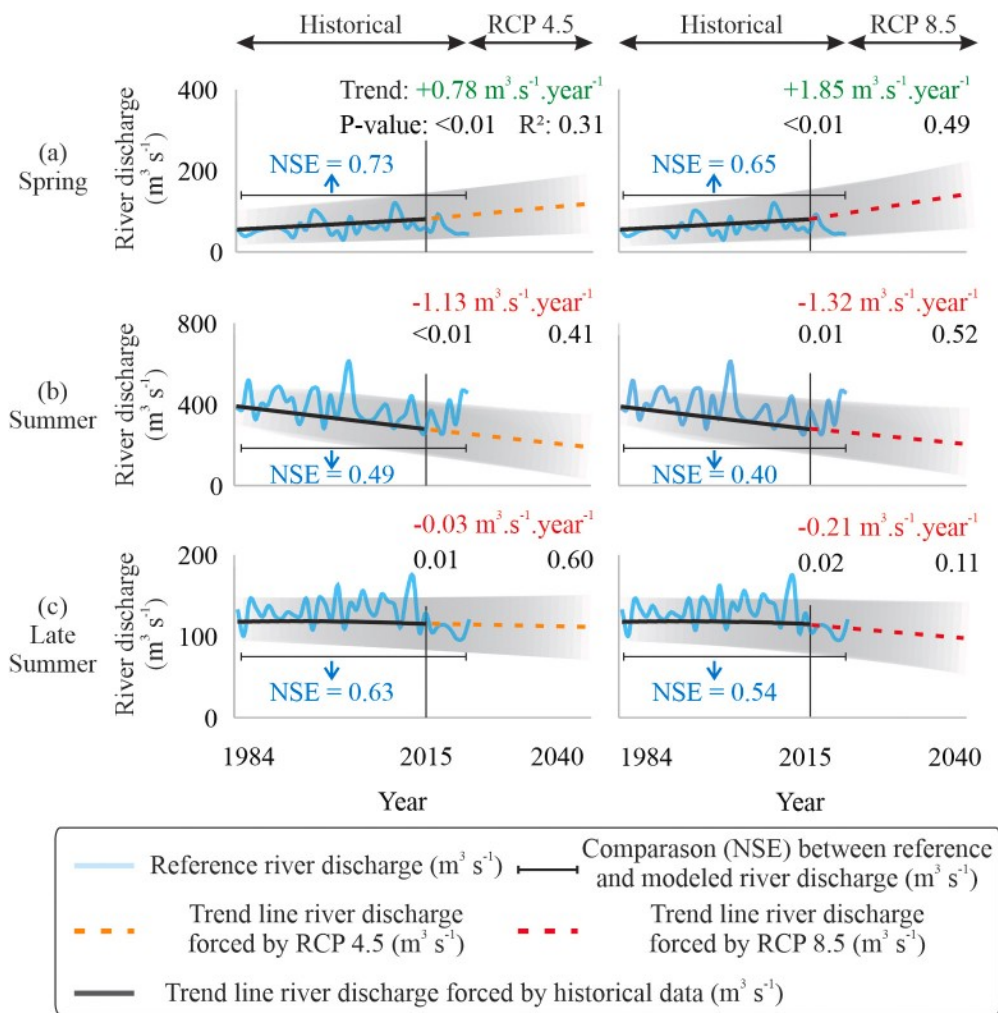 Historical RCP 4.5 Historical RCP 8.5
(a)
Spring
River discharge
(m³ s⁻¹)
400
200
0
Trend: +0.78 m³.s⁻¹.year⁻¹
P-value: <0.01 R²: 0.31
NSE = 0.73
+1.85 m³.s⁻¹.year⁻¹
<0.01 0.49
NSE = 0.65
(b)
Summer
River discharge
(m³ s⁻¹)
800
400
0
-1.13 m³.s⁻¹.year⁻¹
<0.01 0.41
NSE = 0.49
-1.32 m³.s⁻¹.year⁻¹
0.01 0.52
NSE = 0.40
(c)
Late
Summer
River discharge
(m³ s⁻¹)
200
100
0
-0.03 m³.s⁻¹.year⁻¹
0.01 0.60
NSE = 0.63
-0.21 m³.s⁻¹.year⁻¹
0.02 0.11
NSE = 0.54
1984 2015 2040 1984 2015 2040
Year Year
Reference river discharge (m³ s⁻¹)
Comparason (NSE) between reference
and modeled river discharge (m³ s⁻¹)
Trend line river discharge
forced by RCP 4.5 (m³ s⁻¹)
Trend line river discharge
forced by RCP 8.5 (m³ s⁻¹)
Trend line river discharge forced by historical data (m³ s⁻¹)